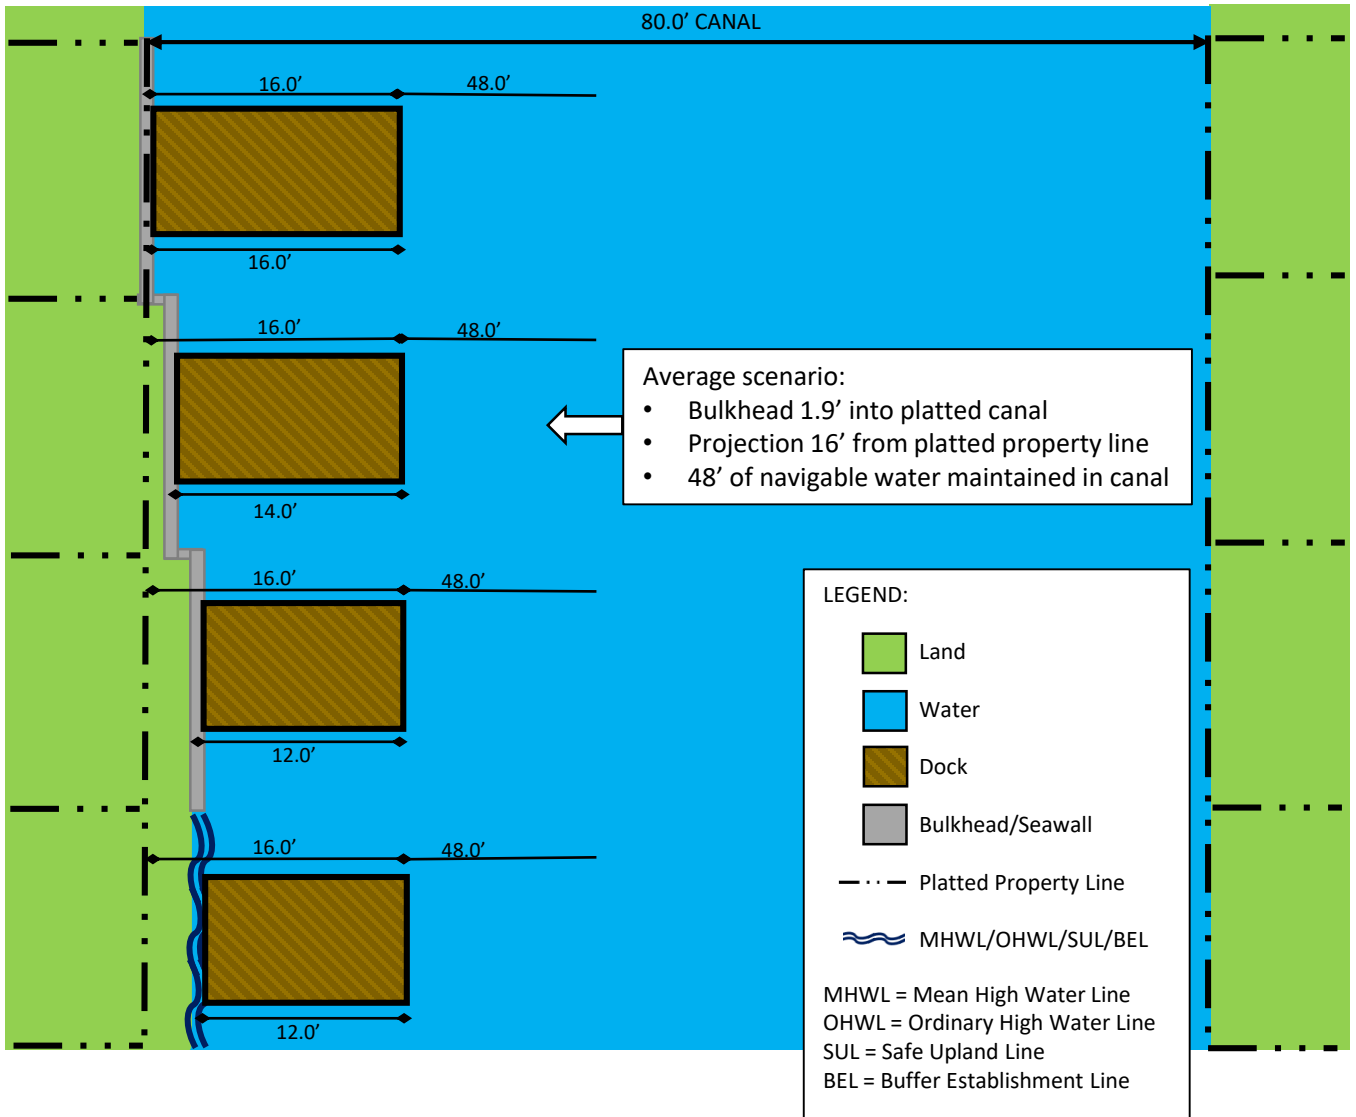 80.0’ CANAL
16.0’ 48.0’
16.0’
16.0’ 48.0’
14.0’
Average scenario:
• Bulkhead 1.9’ into platted canal
• Projection 16’ from platted property line
• 48’ of navigable water maintained in canal
16.0’ 48.0’
12.0’
16.0’ 48.0’
12.0’
LEGEND:
Land
Water
Dock
Bulkhead/Seawall
Platted Property Line
MHWL/OHWL/SUL/BEL
MHWL = Mean High Water Line
OHWL = Ordinary High Water Line
SUL = Safe Upland Line
BEL = Buffer Establishment Line